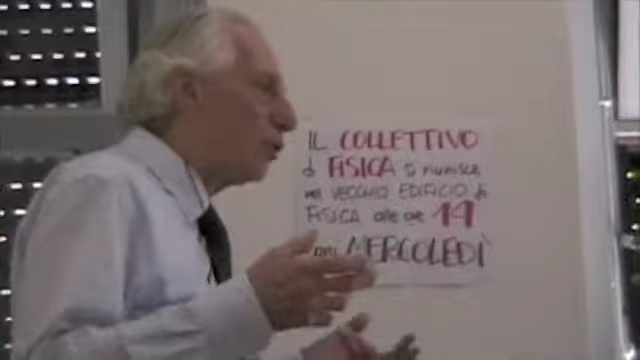 IL COLLETTIVO
di FISICA si riunisce
nel VECCHIO EDIFICIO di
FISICA alle ore 14
ogni MERCOLEDÌ